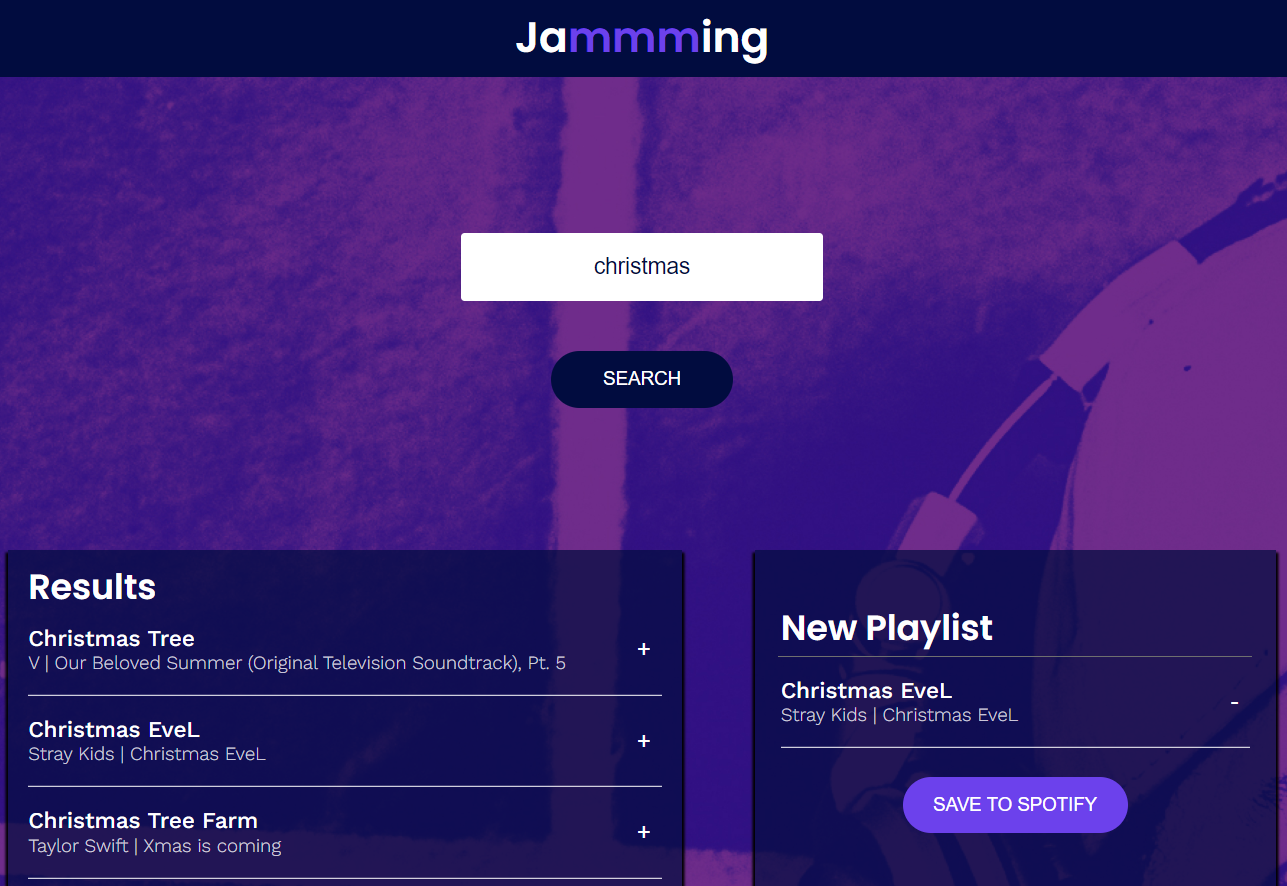 Jammming
christmas
SEARCH
Results
Christmas Tree
V | Our Beloved Summer (Original Television Soundtrack), Pt. 5
+
Christmas EveL
Stray Kids | Christmas EveL
+
Christmas Tree Farm
Taylor Swift | Xmas is coming
+
New Playlist
Christmas EveL
Stray Kids | Christmas EveL
-
SAVE TO SPOTIFY